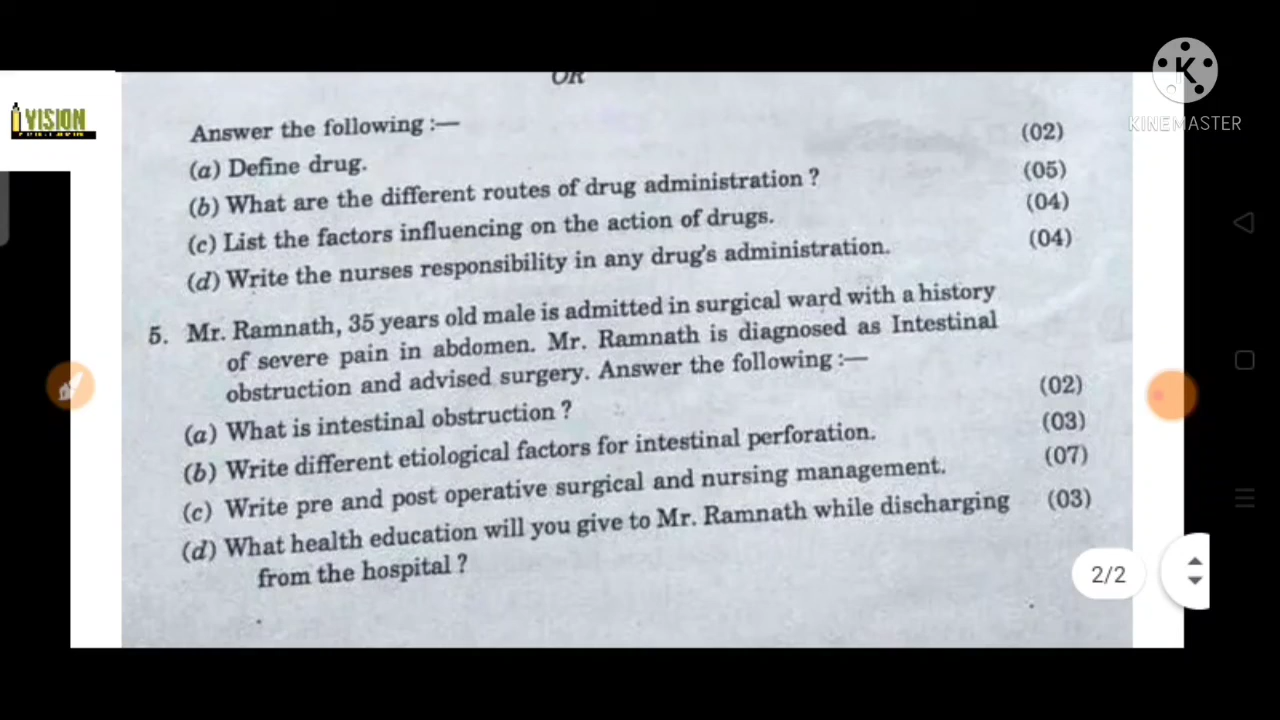 OR
VISION
KINEMASTER
Answer the following :—
(a) Define drug. (02)
(b) What are the different routes of drug administration ? (05)
(c) List the factors influencing on the action of drugs. (04)
(d) Write the nurses responsibility in any drug's administration. (04)
5. Mr. Ramnath, 35 years old male is admitted in surgical ward with a history
of severe pain in abdomen. Mr. Ramnath is diagnosed as Intestinal
obstruction and advised surgery. Answer the following :—
(a) What is intestinal obstruction ? (02)
(b) Write different etiological factors for intestinal perforation. (03)
(c) Write pre and post operative surgical and nursing management. (07)
(d) What health education will you give to Mr. Ramnath while discharging (03)
from the hospital ?
2/2